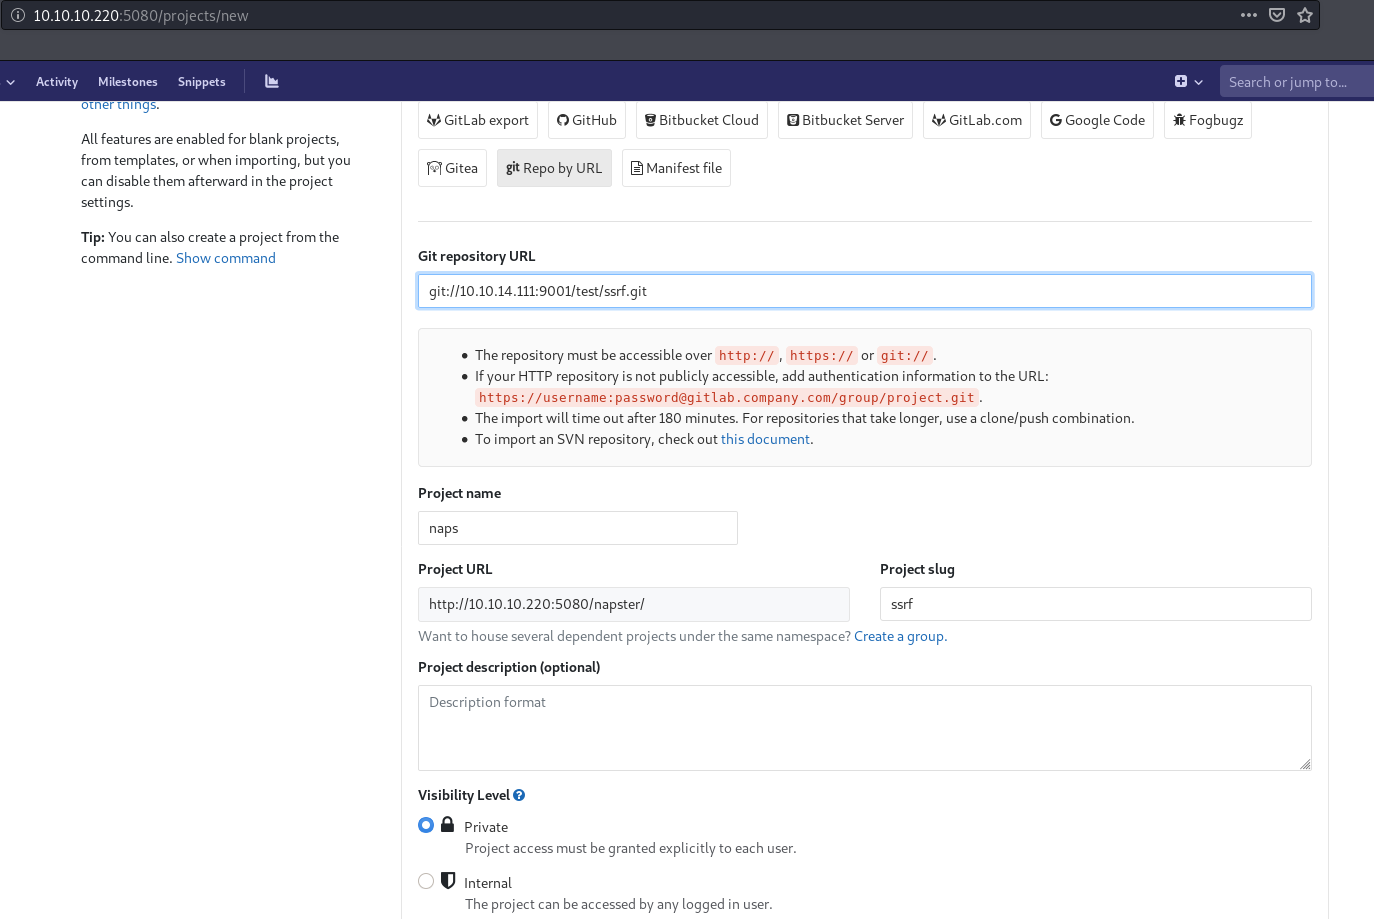 10.10.10.220:5080/projects/new
Activity Milestones Snippets
Search or jump to...
other things.
All features are enabled for blank projects,
from templates, or when importing, but you
can disable them afterward in the project
settings.
Tip: You can also create a project from the
command line. Show command
GitLab export GitHub Bitbucket Cloud Bitbucket Server GitLab.com Google Code Fogbugz
Gitea git Repo by URL Manifest file
Git repository URL
git://10.10.14.111:9001/test/ssrf.git
The repository must be accessible over http://, https:// or git://.
If your HTTP repository is not publicly accessible, add authentication information to the URL:
https://username:password@gitlab.company.com/group/project.git.
The import will time out after 180 minutes. For repositories that take longer, use a clone/push combination.
To import an SVN repository, check out this document.
Project name
naps
Project URL Project slug
http://10.10.10.220:5080/napster/ ssrf
Want to house several dependent projects under the same namespace? Create a group.
Project description (optional)
Description format
Visibility Level ?
Private
Project access must be granted explicitly to each user.
Internal
The project can be accessed by any logged in user.